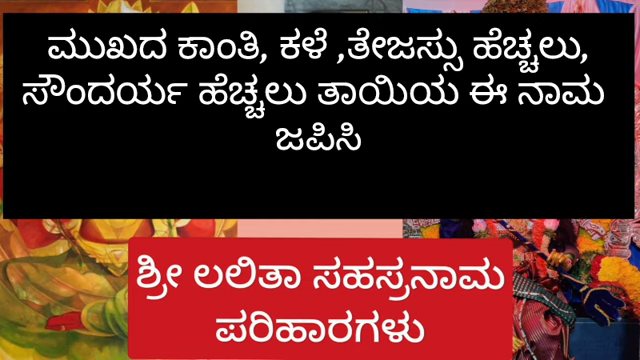 ಮುಖದ ಕಾಂತಿ, ಕಳೆ ,ತೇಜಸ್ಸು ಹೆಚ್ಚಲು,
ಸೌಂದರ್ಯ ಹೆಚ್ಚಲು ತಾಯಿಯ ಈ ನಾಮ
ಜಪಿಸಿ
ಶ್ರೀ ಲಲಿತಾ ಸಹಸ್ರನಾಮ
ಪರಿಹಾರಗಳು